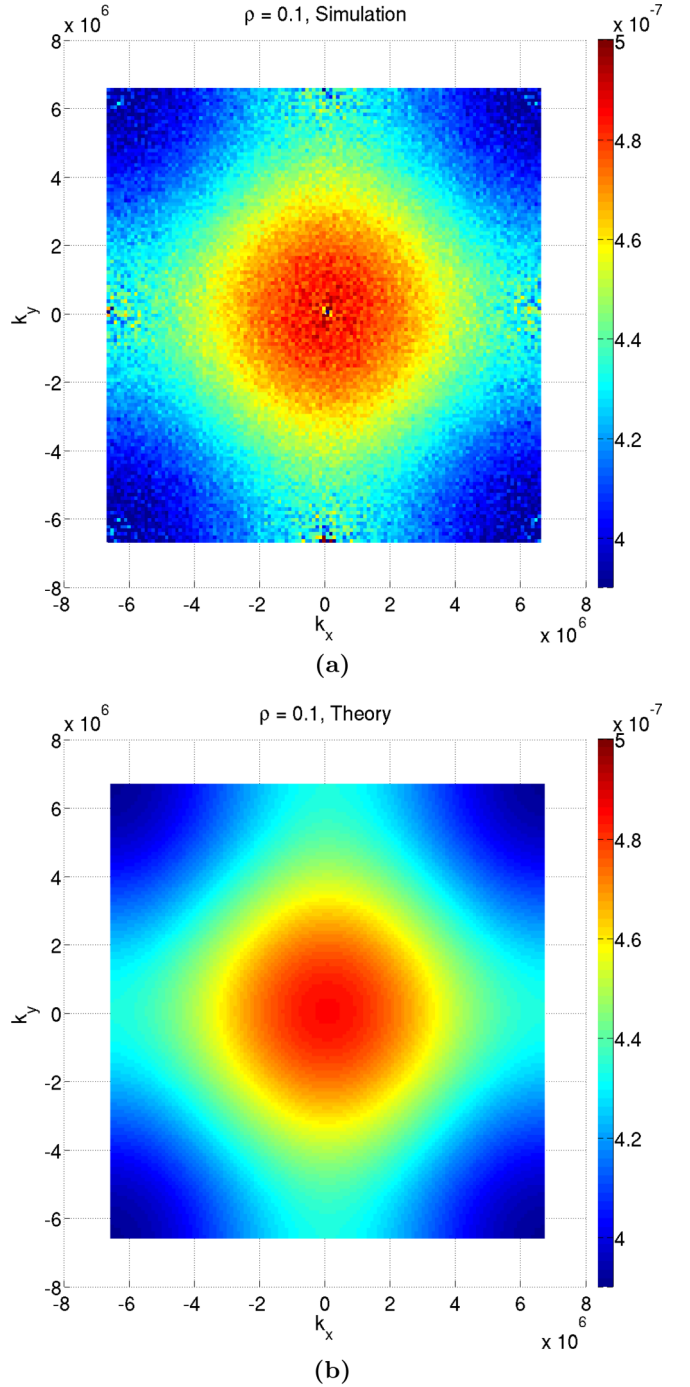 ρ = 0.1, Simulation
x 10^6
x 10^-7
8
6
4
2
0
-2
-4
-6
-8
k_y
-8 -6 -4 -2 0 2 4 6 8
k_x
x 10^6
5
4.8
4.6
4.4
4.2
4
(a)
ρ = 0.1, Theory
x 10^6
x 10^-7
8
6
4
2
0
-2
-4
-6
-8
k_y
-8 -6 -4 -2 0 2 4 6 8
k_x
x 10^6
5
4.8
4.6
4.4
4.2
4
(b)